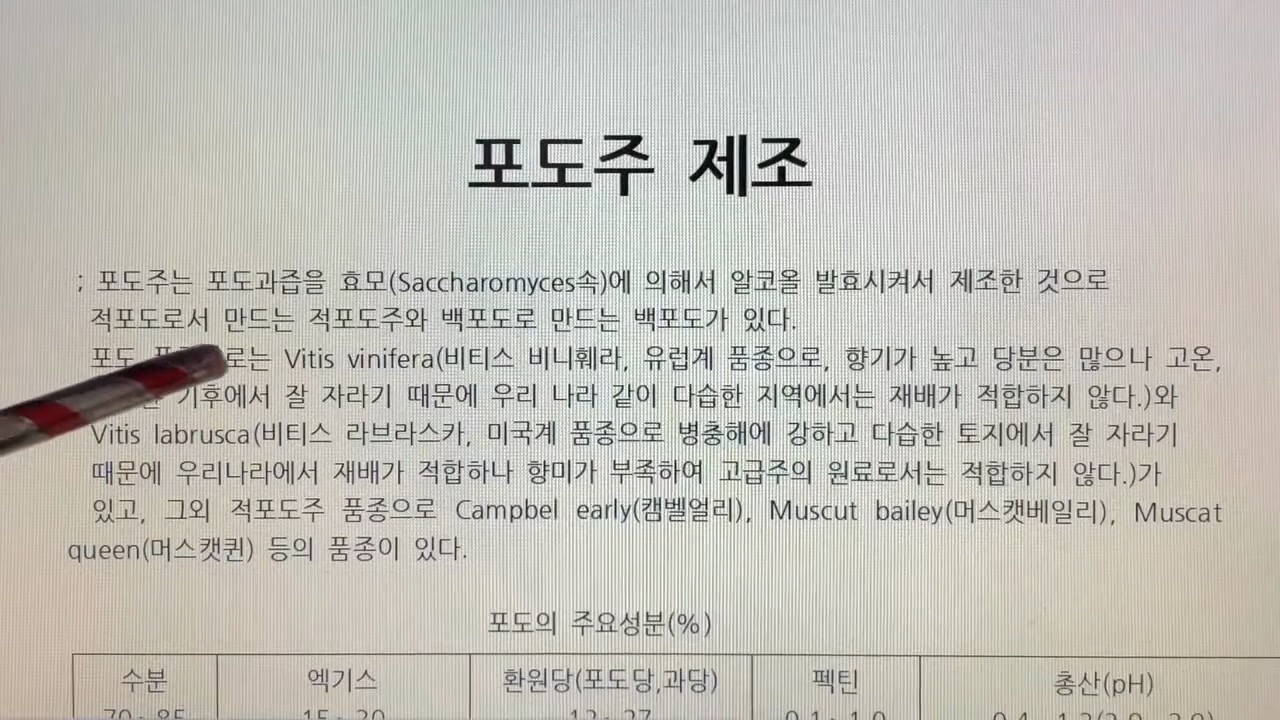 포도주 제조
; 포도주는 포도과즙을 효모(Saccharomyces속)에 의해서 알코올 발효시켜서 제조한 것으로
적포도로서 만드는 적포도주와 백포도로 만드는 백포도가 있다.
포도 로는 Vitis vinifera(비티스 비니훼라, 유럽계 품종으로, 향기가 높고 당분은 많으나 고온,
기후에서 잘 자라기 때문에 우리 나라 같이 다습한 지역에서는 재배가 적합하지 않다.)와
Vitis labrusca(비티스 라브라스카, 미국계 품종으로 병충해에 강하고 다습한 토지에서 잘 자라기
때문에 우리나라에서 재배가 적합하나 향미가 부족하여 고급주의 원료로서는 적합하지 않다.)가
있고, 그외 적포도주 품종으로 Campbel early(캠벨얼리), Muscut bailey(머스캣베일리), Muscat
queen(머스캣퀸) 등의 품종이 있다.
포도의 주요성분(%)
수분 엑기스 환원당(포도당,과당) 펙틴 총산(pH)